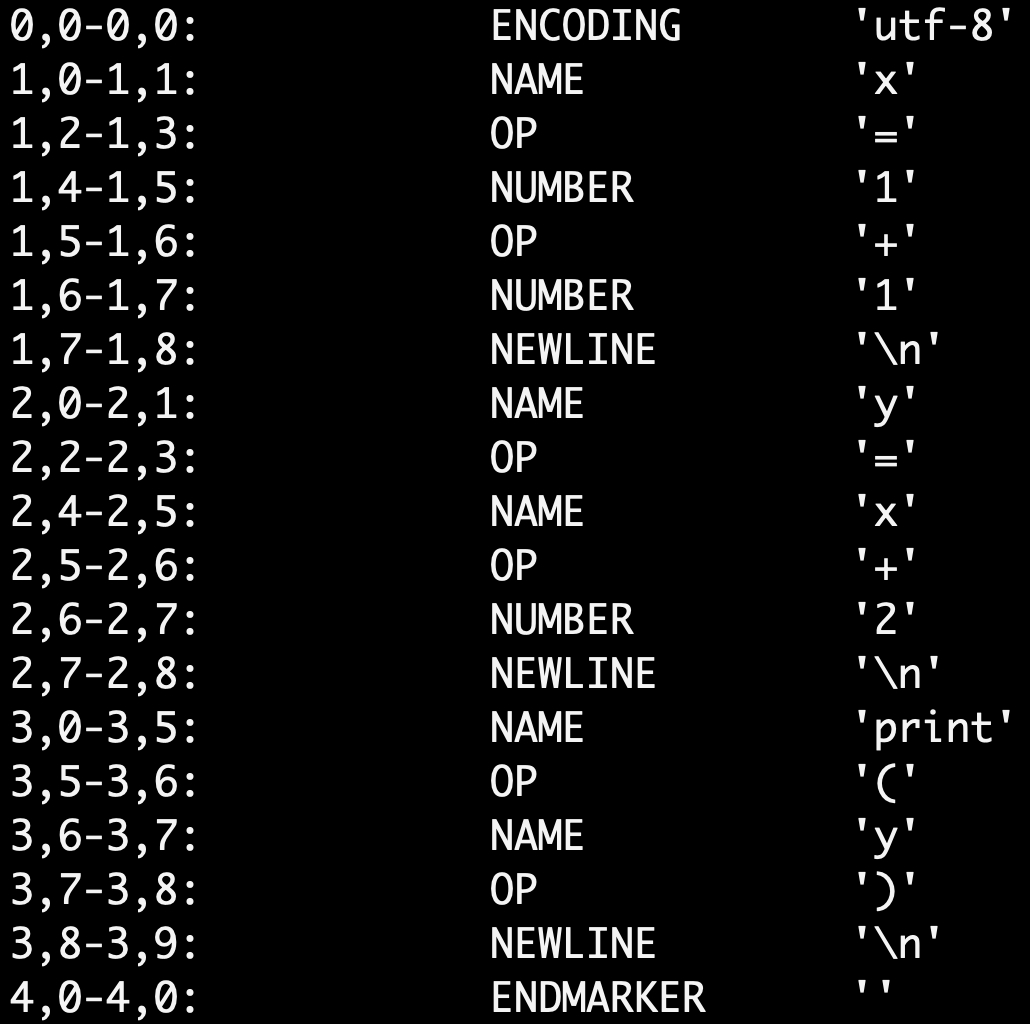 0,0-0,0:            ENCODING       'utf-8'
1,0-1,1:            NAME           'x'
1,2-1,3:            OP             '='
1,4-1,5:            NUMBER         '1'
1,5-1,6:            OP             '+'
1,6-1,7:            NUMBER         '1'
1,7-1,8:            NEWLINE        '\n'
2,0-2,1:            NAME           'y'
2,2-2,3:            OP             '='
2,4-2,5:            NAME           'x'
2,5-2,6:            OP             '+'
2,6-2,7:            NUMBER         '2'
2,7-2,8:            NEWLINE        '\n'
3,0-3,5:            NAME           'print'
3,5-3,6:            OP             '('
3,6-3,7:            NAME           'y'
3,7-3,8:            OP             ')'
3,8-3,9:            NEWLINE        '\n'
4,0-4,0:            ENDMARKER      ''